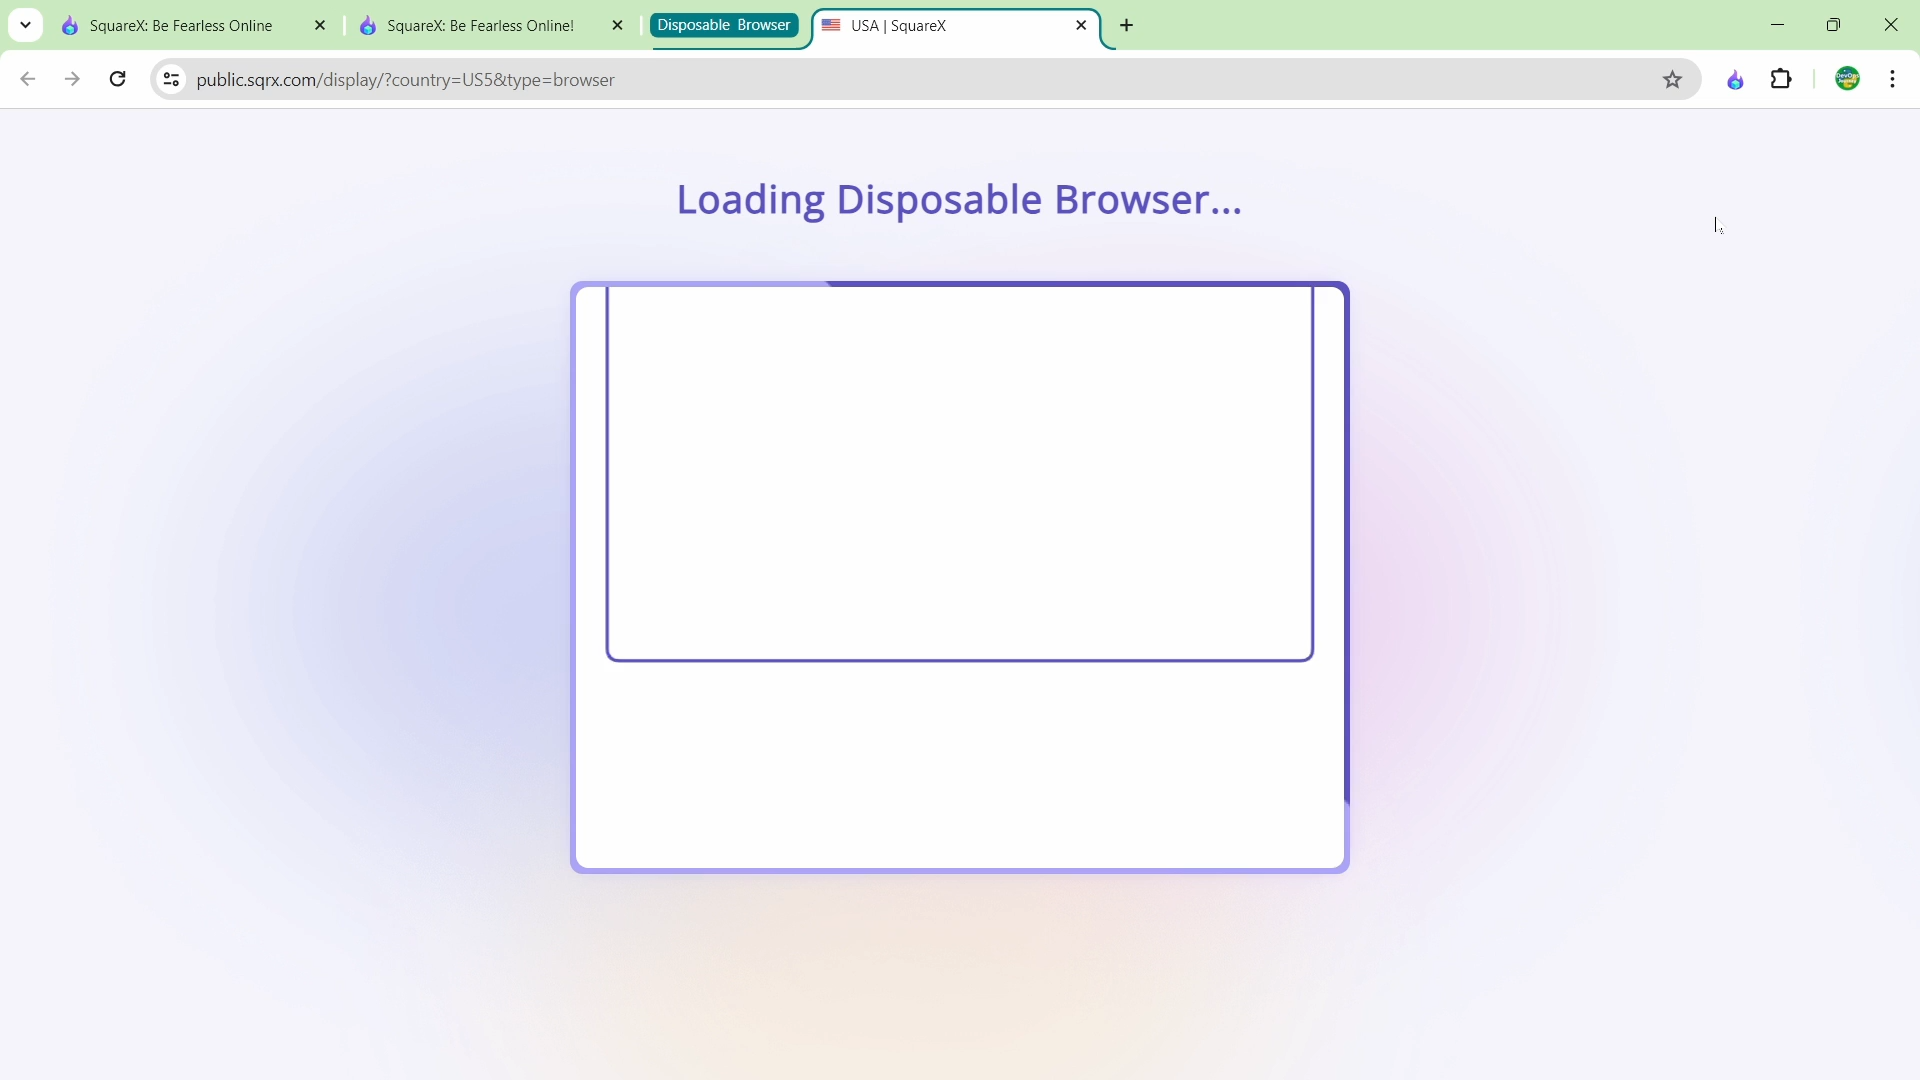 SquareX: Be Fearless Online
SquareX: Be Fearless Online!
Disposable Browser
USA | SquareX
public.sqrx.com/display/?country=US5&type=browser
Loading Disposable Browser...